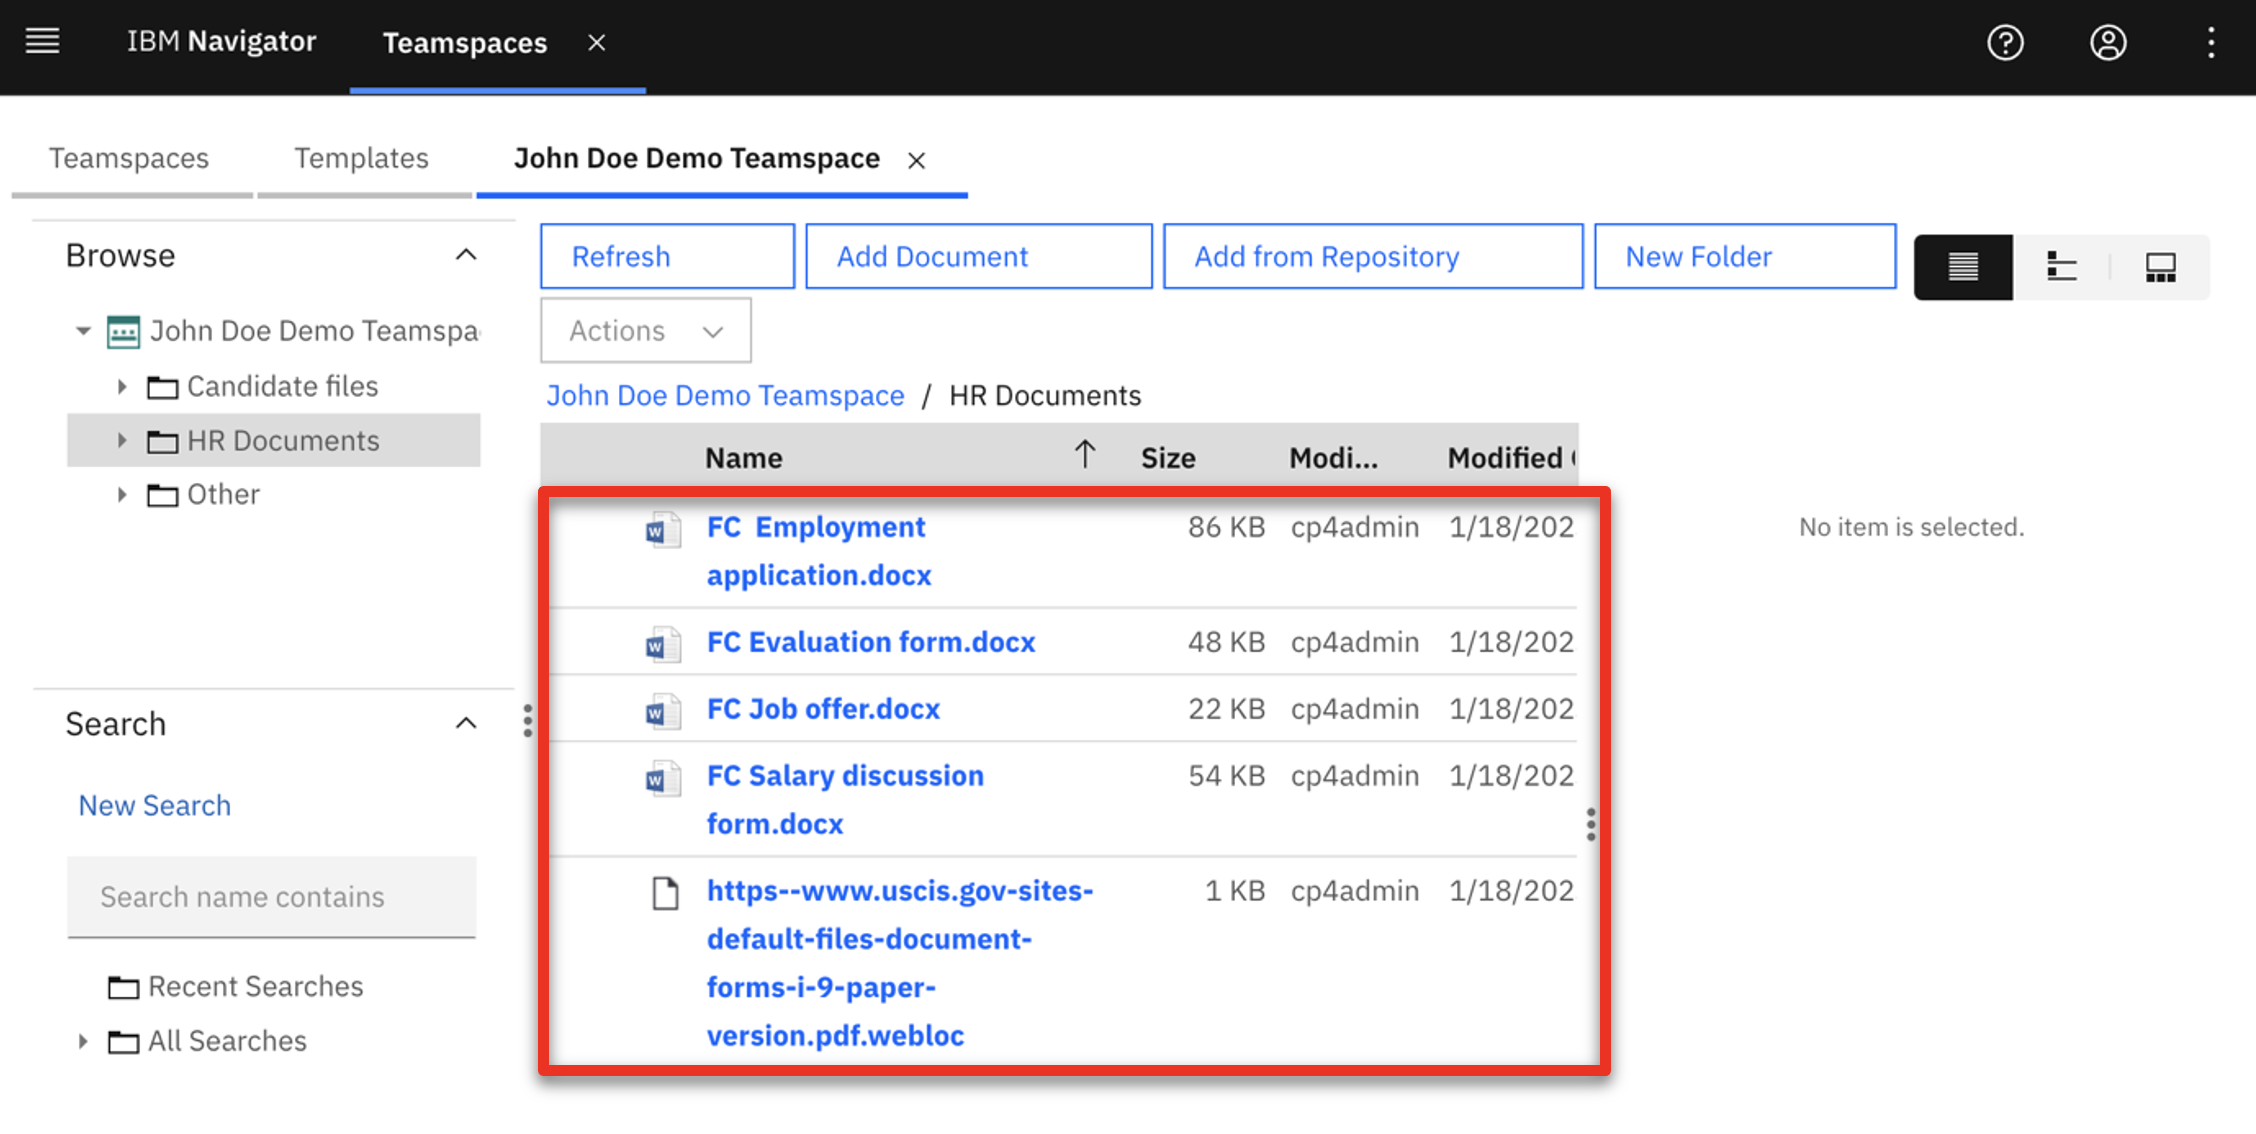 IBM Navigator
Teamspaces
Teamspaces
Templates
John Doe Demo Teamspace
Browse
John Doe Demo Teamspa
Candidate files
HR Documents
Other
Search
New Search
Search name contains
Recent Searches
All Searches
Refresh
Add Document
Add from Repository
New Folder
Actions
John Doe Demo Teamspace / HR Documents
Name Size Modi... Modified
FC Employment 86 KB cp4admin 1/18/202
application.docx
FC Evaluation form.docx 48 KB cp4admin 1/18/202
FC Job offer.docx 22 KB cp4admin 1/18/202
FC Salary discussion 54 KB cp4admin 1/18/202
form.docx
https--www.uscis.gov-sites- 1 KB cp4admin 1/18/202
default-files-document-
forms-i-9-paper-
version.pdf.webloc
No item is selected.